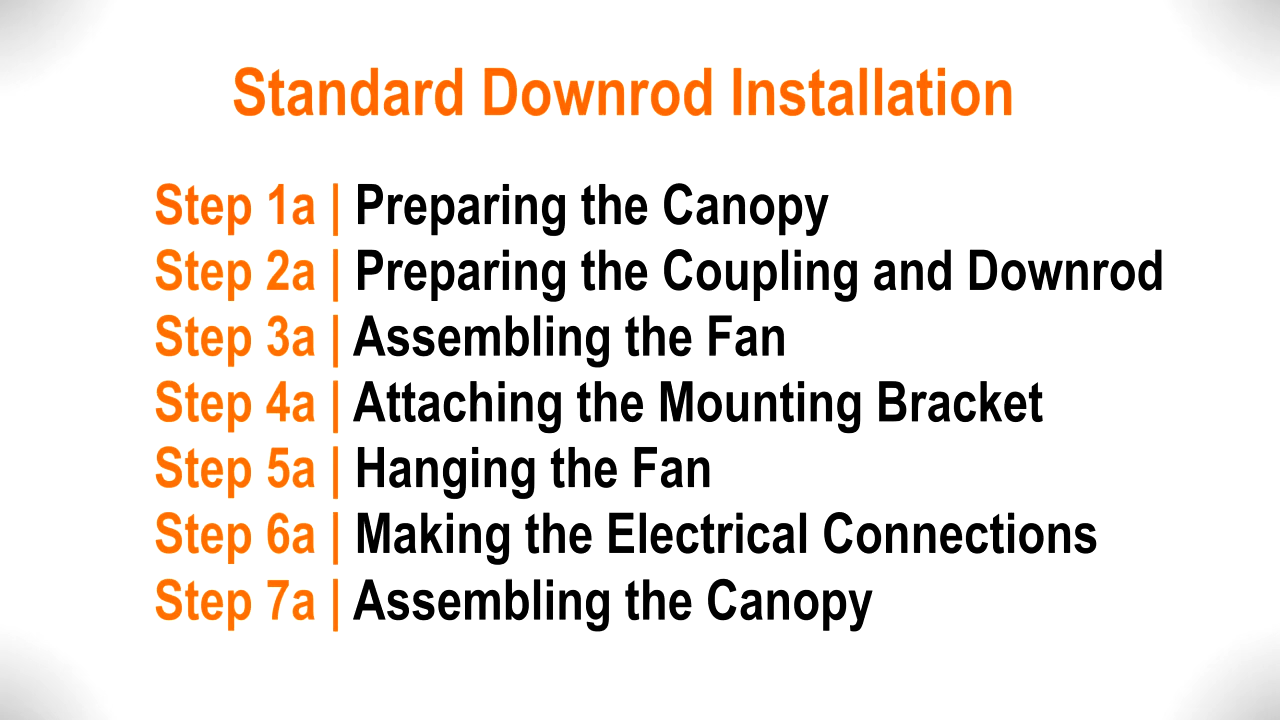 Standard Downrod Installation
Step 1a | Preparing the Canopy
Step 2a | Preparing the Coupling and Downrod
Step 3a | Assembling the Fan
Step 4a | Attaching the Mounting Bracket
Step 5a | Hanging the Fan
Step 6a | Making the Electrical Connections
Step 7a | Assembling the Canopy